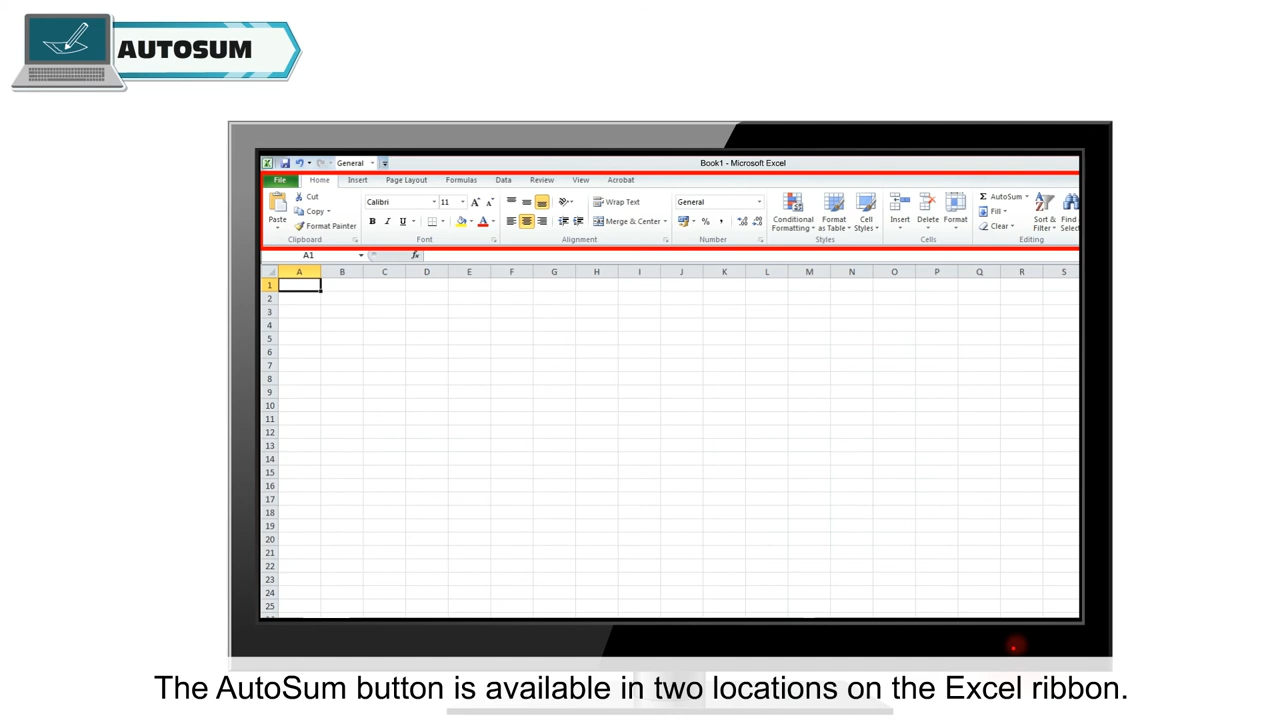 AUTOSUM
General
Book1 - Microsoft Excel
File Home Insert Page Layout Formulas Data Review View Acrobat
Cut
Copy
Format Painter
Paste
Clipboard
Calibri 11 A A
B I U A
Font
Wrap Text
Merge & Center
Alignment
General
% ,
Number
Conditional Formatting
Format as Table
Cell Styles
Styles
Insert Delete Format
Cells
Σ AutoSum
Fill
Clear
Sort & Filter
Find Selec
Editing
A1 fx
A B C D E F G H I J K L M N O P Q R S
1
2
3
4
5
6
7
8
9
10
11
12
13
14
15
16
17
18
19
20
21
22
23
24
25
The AutoSum button is available in two locations on the Excel ribbon.